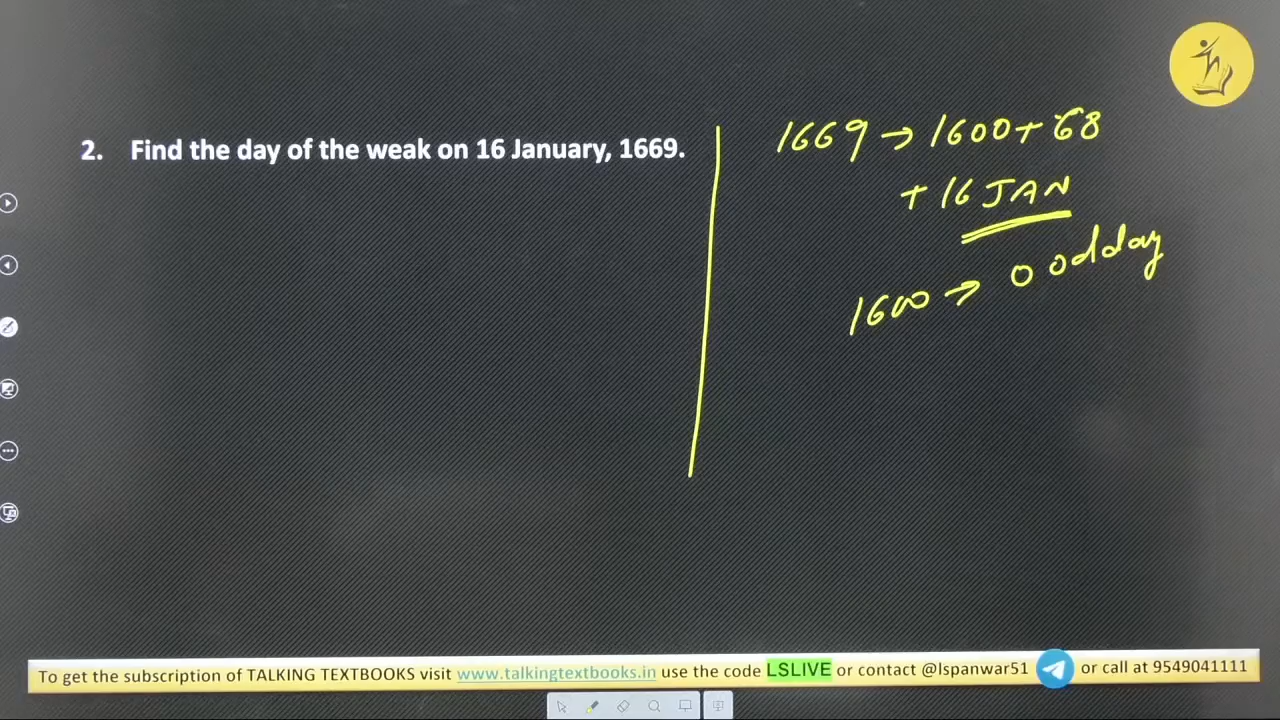 2. Find the day of the weak on 16 January, 1669.
1669 → 1600 + 68
+ 16 JAN
1600 → 0 odday
To get the subscription of TALKING TEXTBOOKS visit www.talkingtextbooks.in use the code LSLIVE or contact @lspanwar51 or call at 9549041111